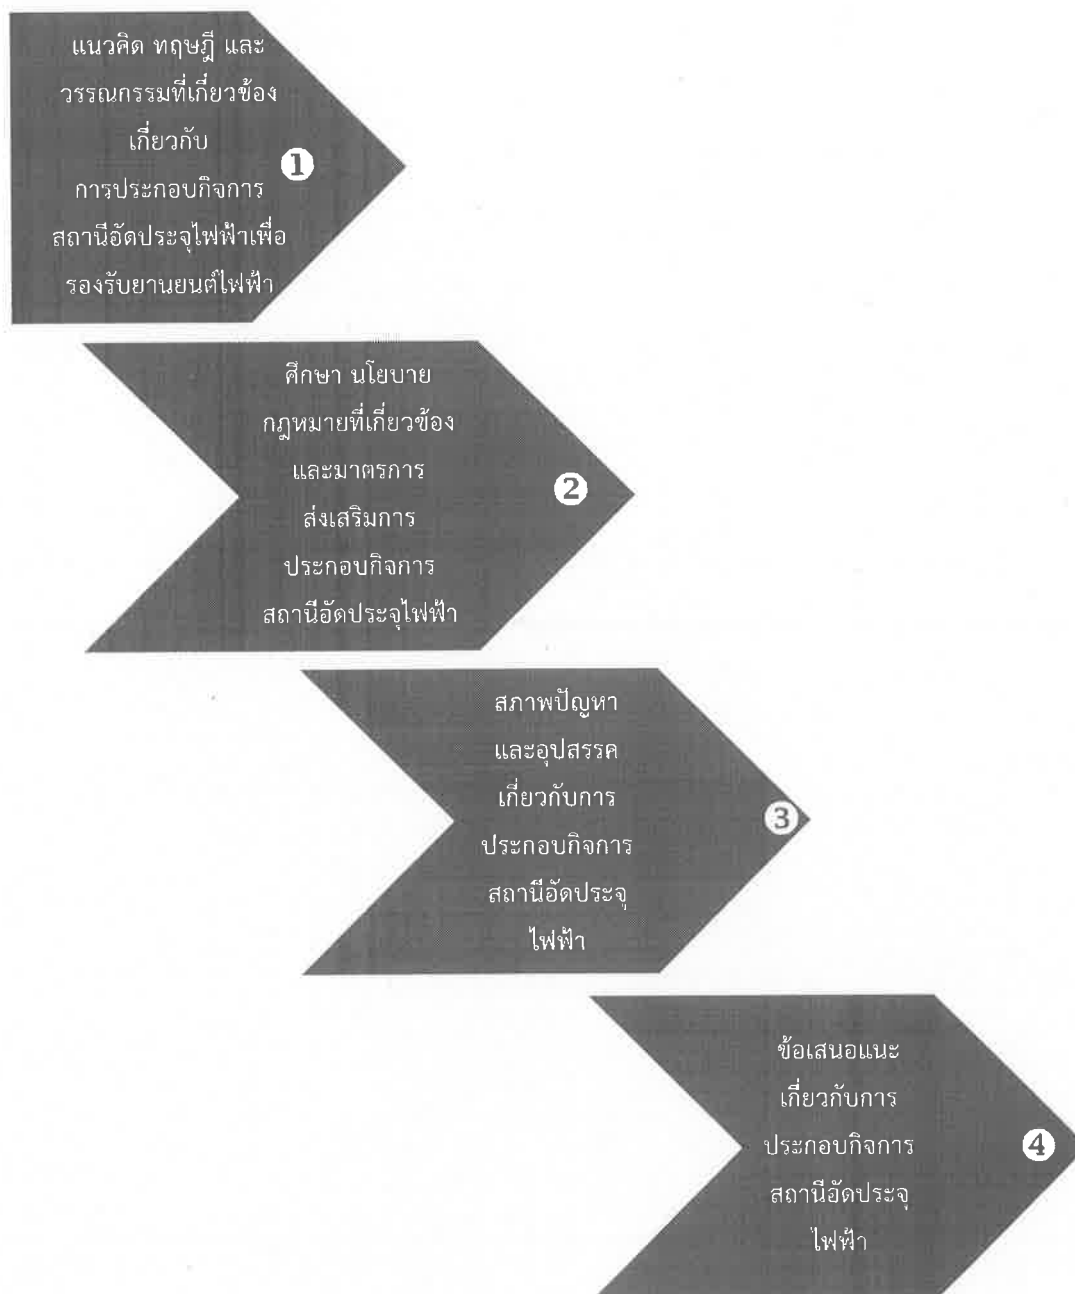 แนวคิด ทฤษฎี และ
วรรณกรรมที่เกี่ยวข้อง
เกี่ยวกับ
การประกอบกิจการ
สถานีอัดประจุไฟฟ้าเพื่อ
รองรับยานยนต์ไฟฟ้า
1
ศึกษา นโยบาย
กฎหมายที่เกี่ยวข้อง
และมาตรการ
ส่งเสริมการ
ประกอบกิจการ
สถานีอัดประจุไฟฟ้า
2
สภาพปัญหา
และอุปสรรค
เกี่ยวกับการ
ประกอบกิจการ
สถานีอัดประจุ
ไฟฟ้า
3
ข้อเสนอแนะ
เกี่ยวกับการ
ประกอบกิจการ
สถานีอัดประจุ
ไฟฟ้า
4